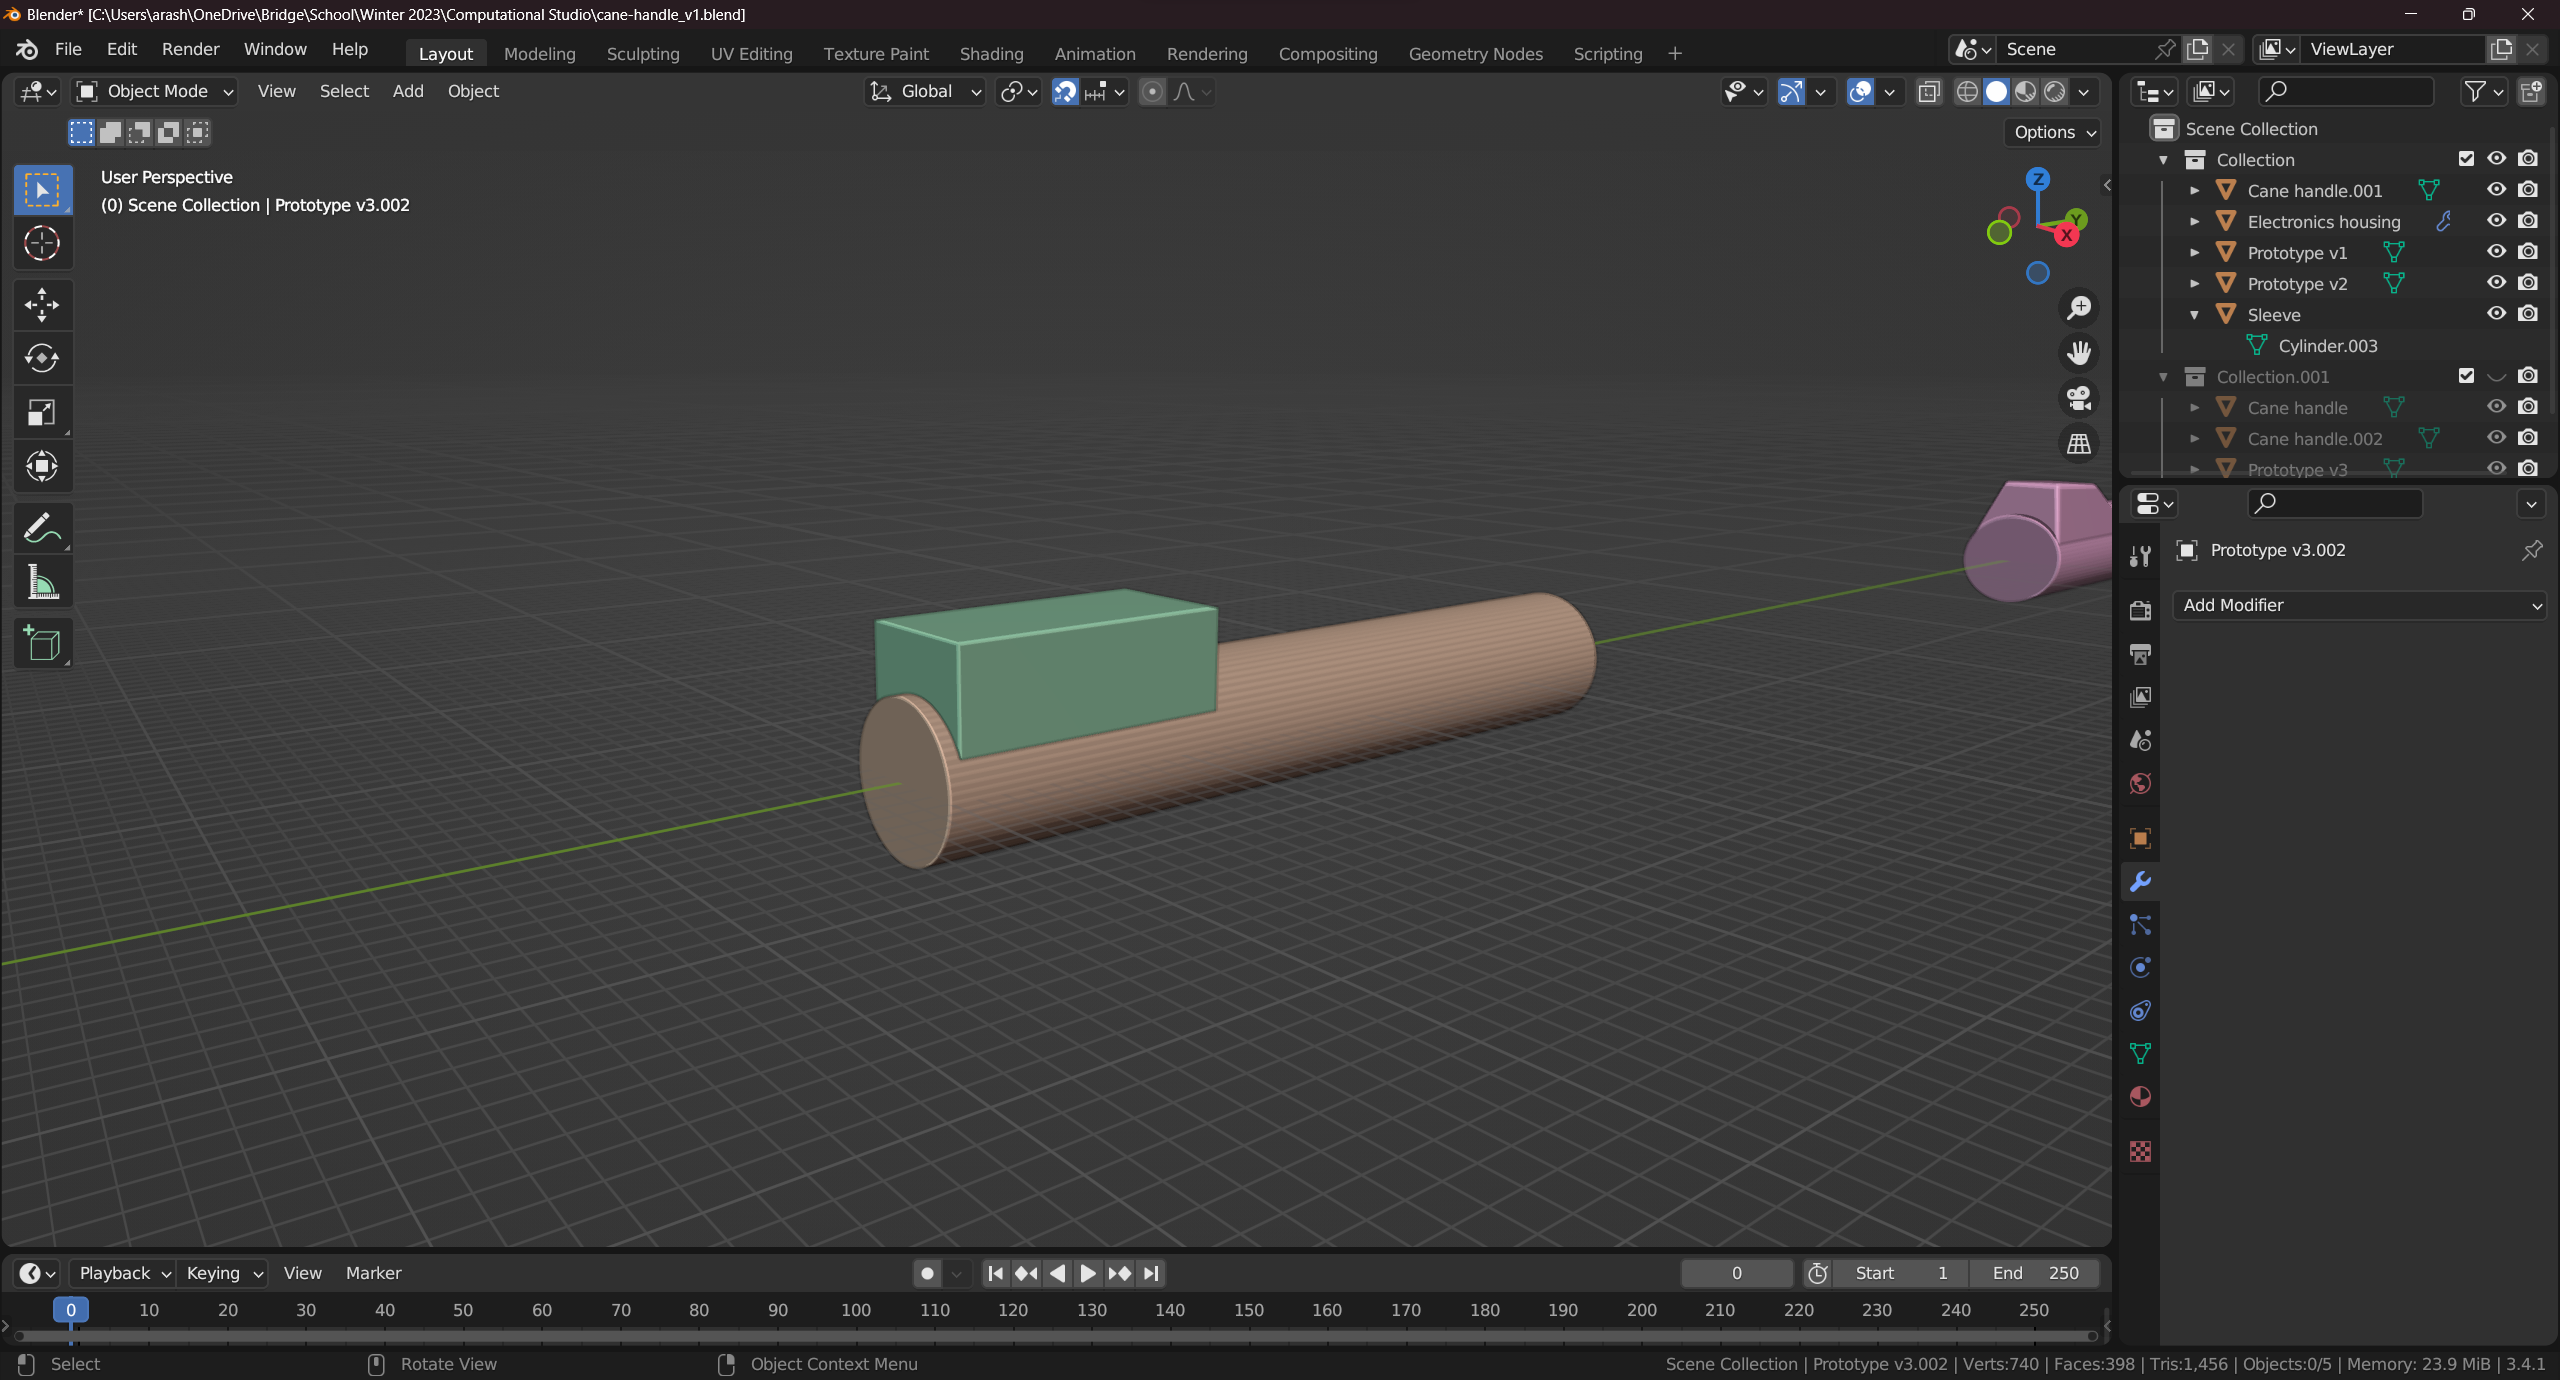 Blender* [C:\Users\arash\OneDrive\Bridge\School\Winter 2023\Computational Studio\cane-handle_v1.blend]
File Edit Render Window Help Layout Modeling Sculpting UV Editing Texture Paint Shading Animation Rendering Compositing Geometry Nodes Scripting + Scene ViewLayer
Object Mode View Select Add Object Global
Options
User Perspective
(0) Scene Collection | Prototype v3.002
Z
Y
X
Scene Collection
Collection
Cane handle.001
Electronics housing
Prototype v1
Prototype v2
Sleeve
Cylinder.003
Collection.001
Cane handle
Cane handle.002
Prototype v3
Prototype v3.002
Add Modifier
Playback Keying View Marker 0 Start 1 End 250
0 10 20 30 40 50 60 70 80 90 100 110 120 130 140 150 160 170 180 190 200 210 220 230 240 250
Select Rotate View Object Context Menu Scene Collection | Prototype v3.002 | Verts:740 | Faces:398 | Tris:1,456 | Objects:0/5 | Memory: 23.9 MiB | 3.4.1